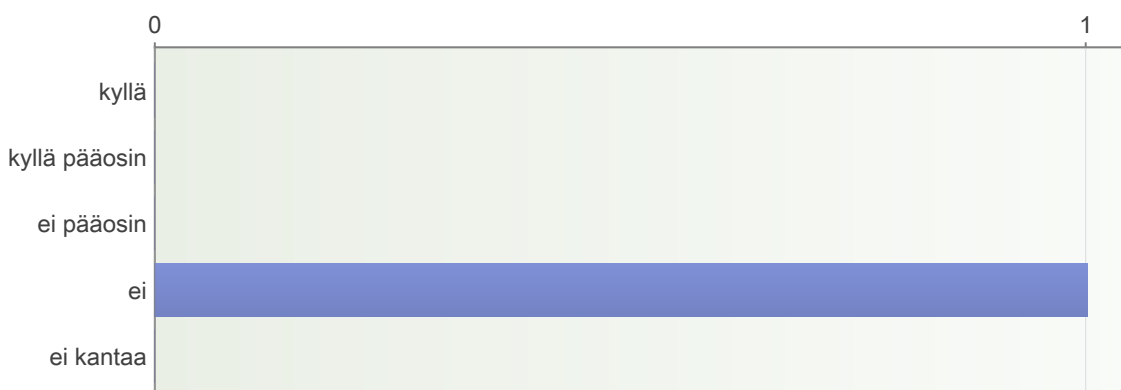 0 1
kyllä
kyllä pääosin
ei pääosin
ei
ei kantaa